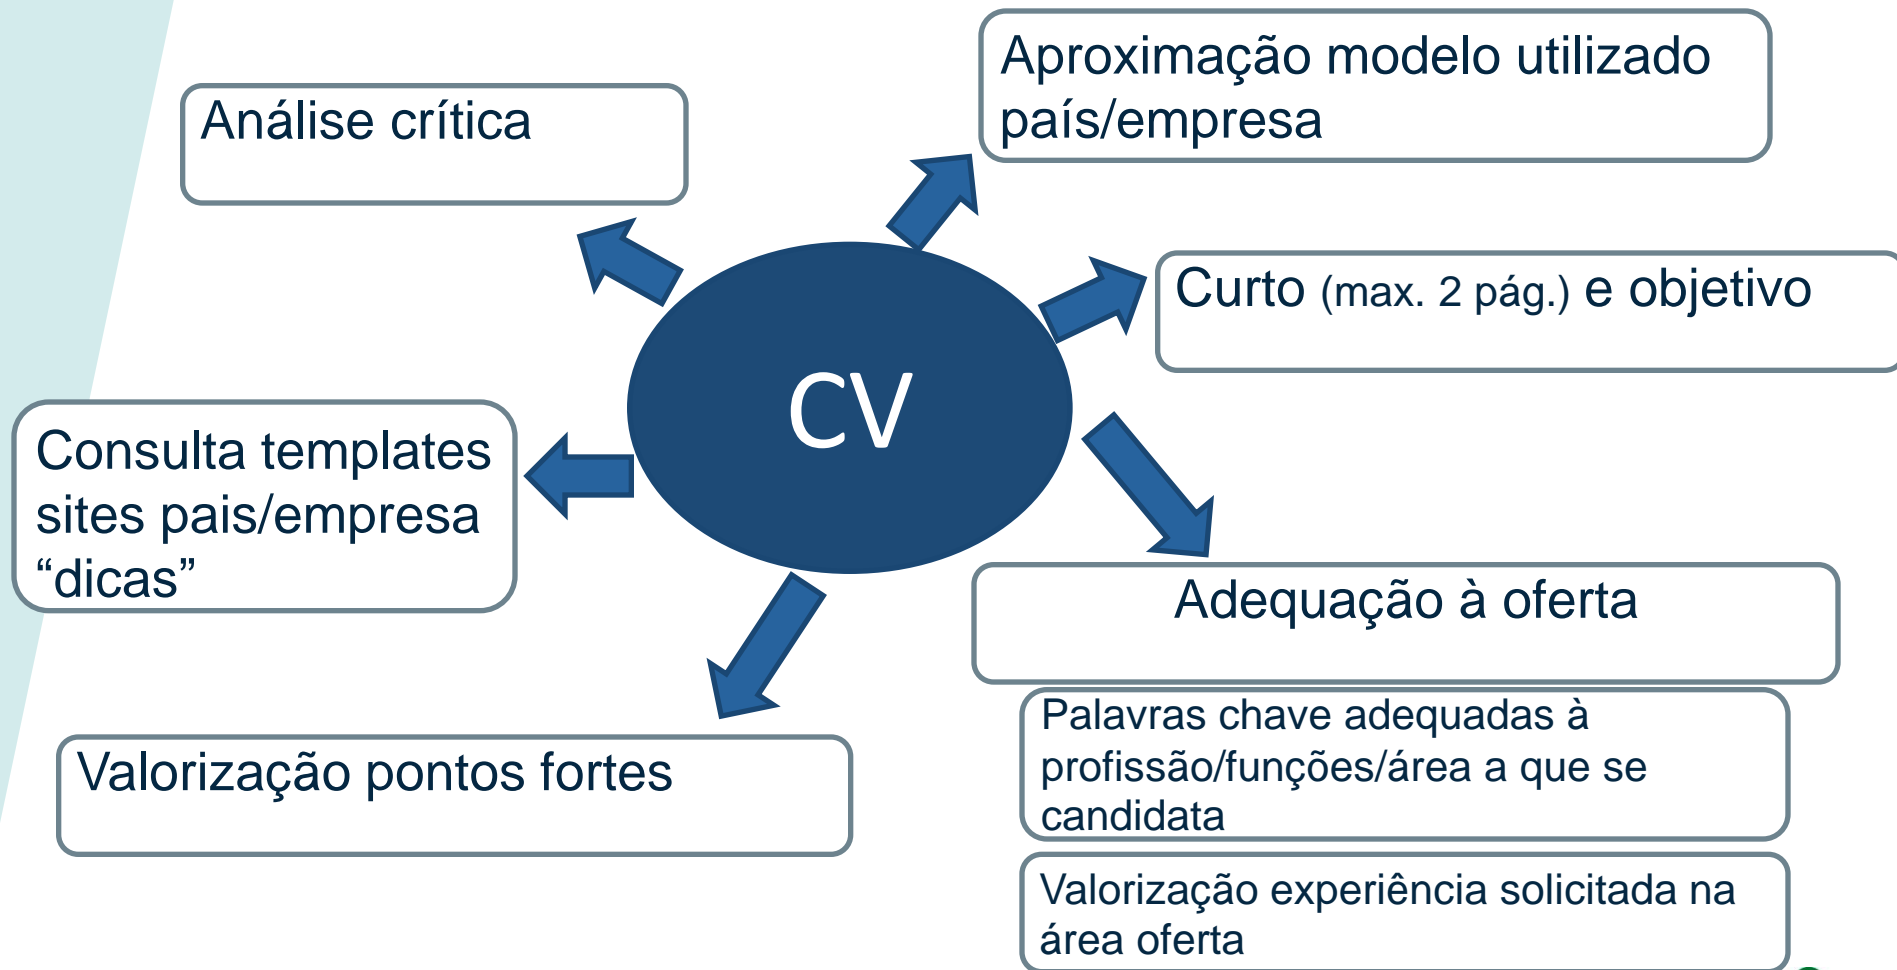 Aproximação modelo utilizado
país/empresa
Análise crítica
Curto (max. 2 pág.) e objetivo
CV
Consulta templates
sites pais/empresa
“dicas”
Adequação à oferta
Palavras chave adequadas à
profissão/funções/área a que se
candidata
Valorização pontos fortes
Valorização experiência solicitada na
área oferta